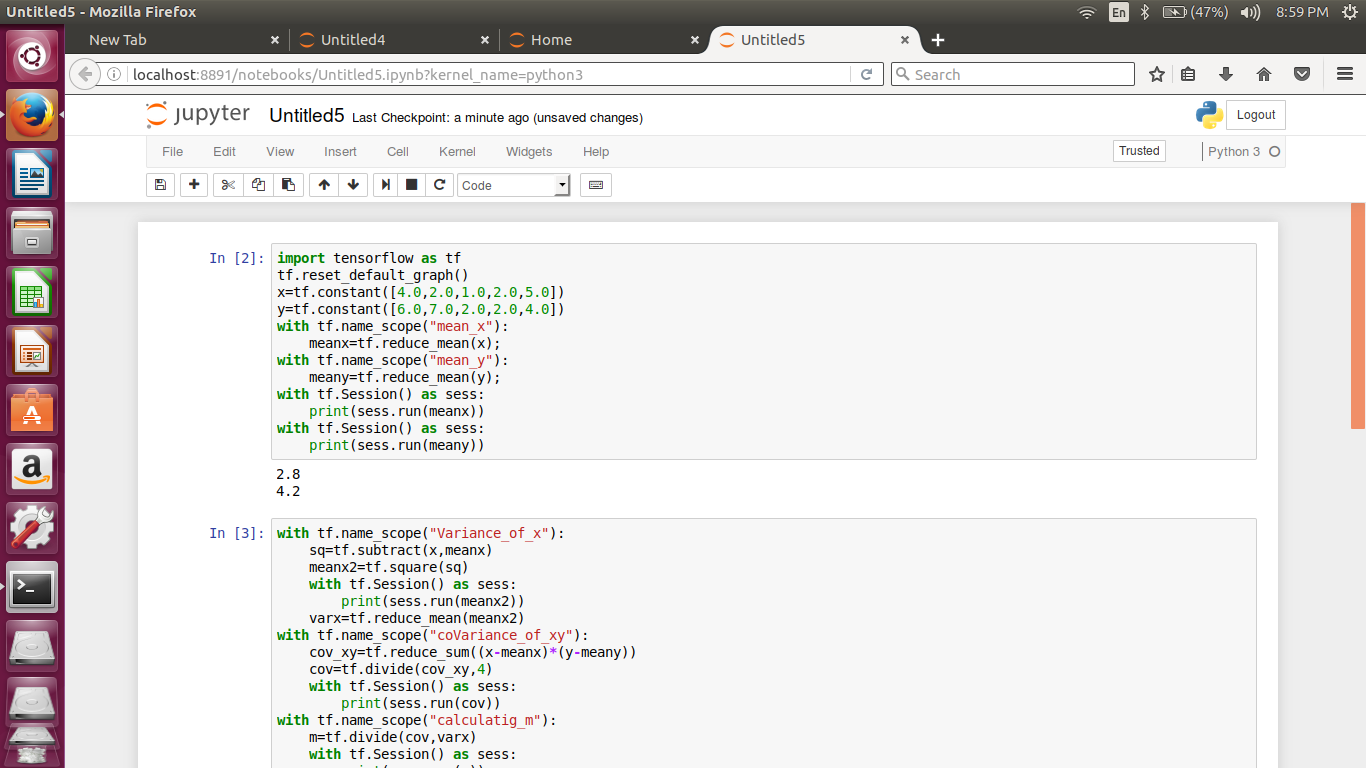 Untitled5 - Mozilla Firefox
En
(47%)
8:59 PM
New Tab
Untitled4
Home
Untitled5
localhost:8891/notebooks/Untitled5.ipynb?kernel_name=python3
Search
jupyter Untitled5 Last Checkpoint: a minute ago (unsaved changes)
Logout
File Edit View Insert Cell Kernel Widgets Help
Trusted
Python 3
Code
In [2]:
import tensorflow as tf
tf.reset_default_graph()
x=tf.constant([4.0,2.0,1.0,2.0,5.0])
y=tf.constant([6.0,7.0,2.0,2.0,4.0])
with tf.name_scope("mean_x"):
    meanx=tf.reduce_mean(x);
with tf.name_scope("mean_y"):
    meany=tf.reduce_mean(y);
with tf.Session() as sess:
    print(sess.run(meanx))
with tf.Session() as sess:
    print(sess.run(meany))
2.8
4.2
In [3]:
with tf.name_scope("Variance_of_x"):
    sq=tf.subtract(x,meanx)
    meanx2=tf.square(sq)
    with tf.Session() as sess:
        print(sess.run(meanx2))
    varx=tf.reduce_mean(meanx2)
with tf.name_scope("coVariance_of_xy"):
    cov_xy=tf.reduce_sum((x-meanx)*(y-meany))
    cov=tf.divide(cov_xy,4)
    with tf.Session() as sess:
        print(sess.run(cov))
with tf.name_scope("calculatig_m"):
    m=tf.divide(cov,varx)
    with tf.Session() as sess: